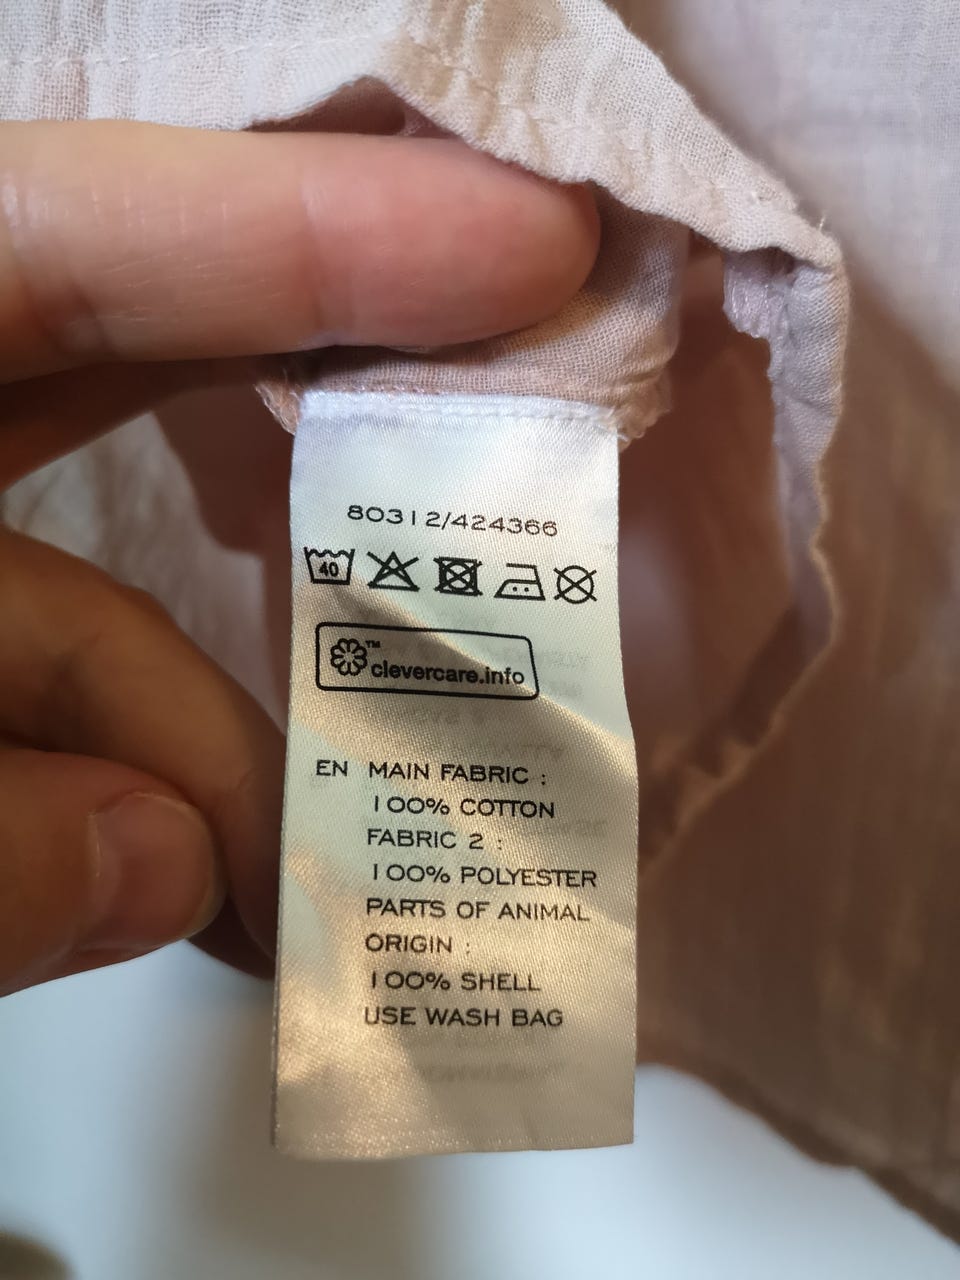 80312/424366
40
™
clevercare.info
EN MAIN FABRIC :
100% COTTON
FABRIC 2 :
100% POLYESTER
PARTS OF ANIMAL
ORIGIN :
100% SHELL
USE WASH BAG